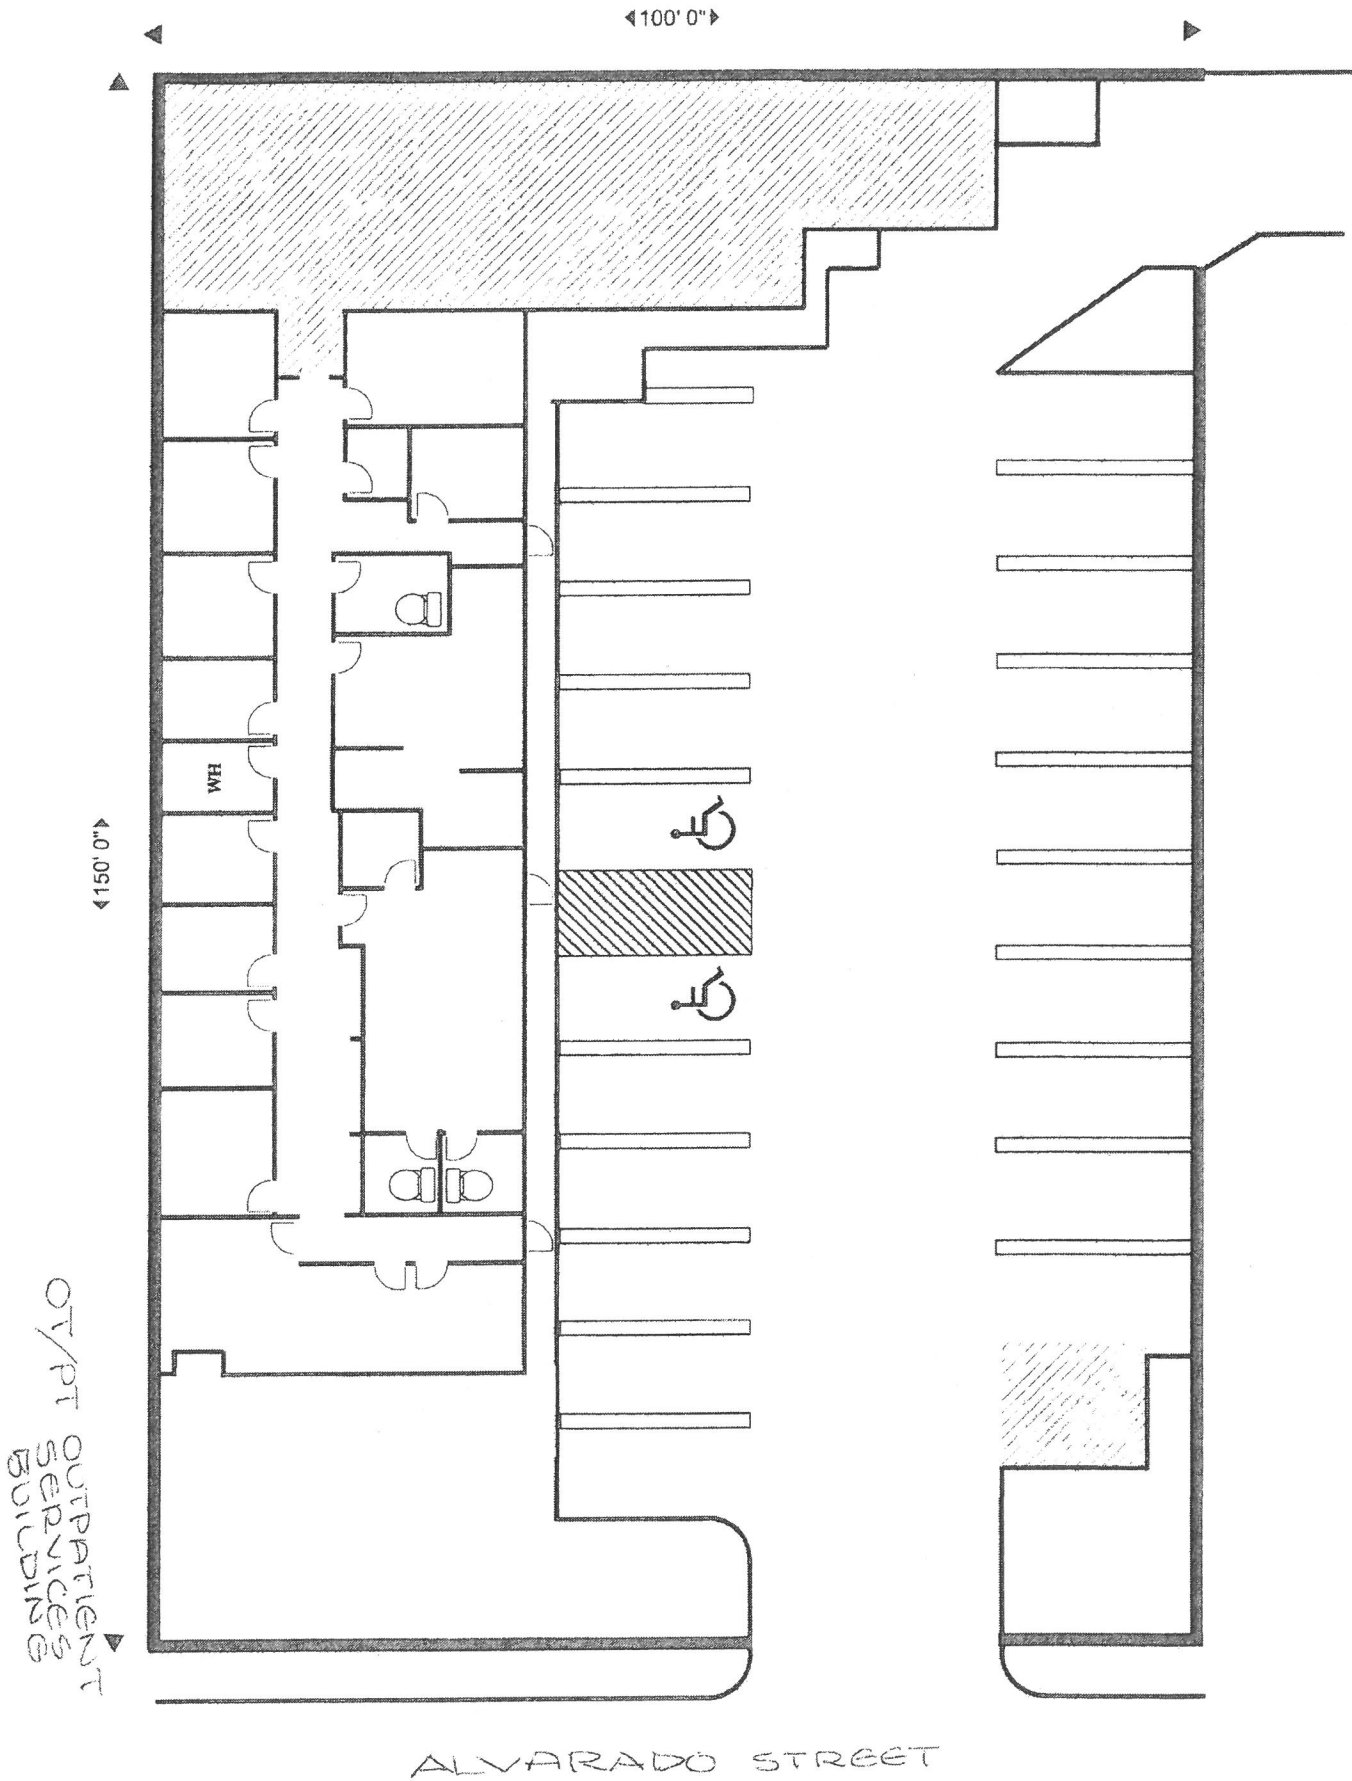 100' 0"
150' 0"
WH
OT/PT OUTPATIENT
SERVICES
BUILDING
ALVARADO STREET